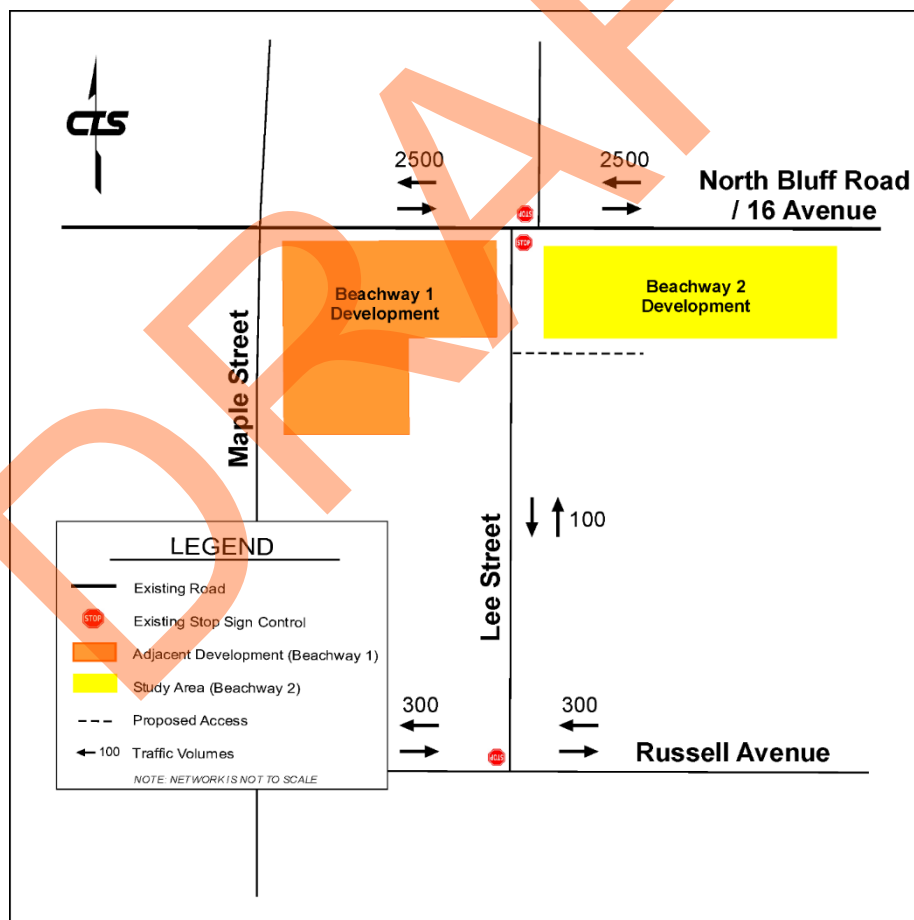 DRAF
CTS
2500
2500
North Bluff Road
/ 16 Avenue
STOP
STOP
Beachway 1
Development
Beachway 2
Development
Maple Street
100
Lee Street
LEGEND
Existing Road
STOP
Existing Stop Sign Control
Adjacent Development (Beachway 1)
Study Area (Beachway 2)
Proposed Access
100 Traffic Volumes
NOTE: NETWORK IS NOT TO SCALE
300
300
STOP
Russell Avenue